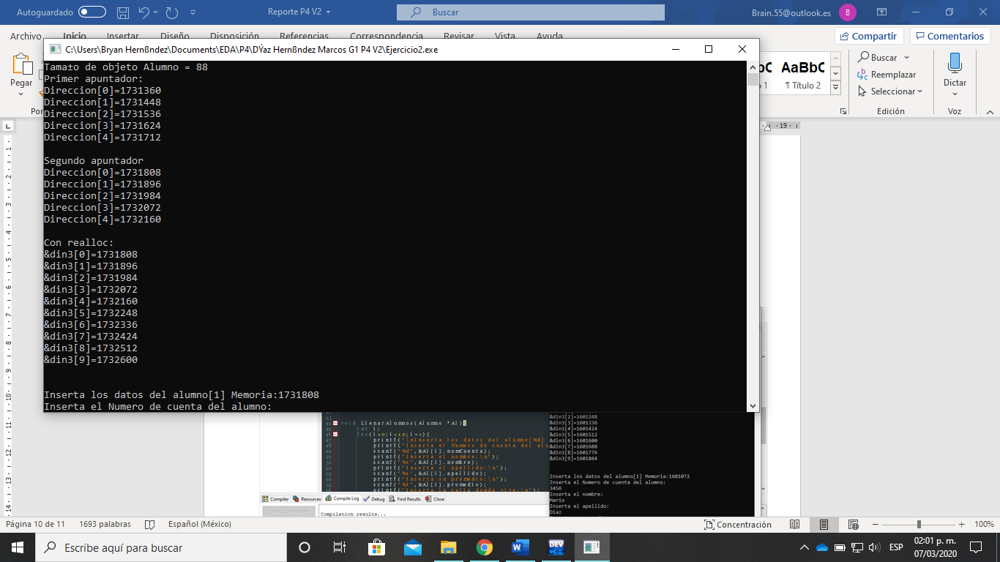 Autoguardado
Reporte P4 V2
Buscar
Brain.55@outlook.es
B
Archivo
Inicio
Insertar
Diseño
Disposición
Referencias
Correspondencia
Revisar
Vista
Ayuda
Compartir
Comentarios
Pegar
¶ Título 2
Buscar
Reemplazar
Seleccionar
Edición
Dictar
Voz
C:\Users\Bryan Hernßndez\Documents\EDA\P4\DÝaz Hernßndez Marcos G1 P4 V2\Ejercicio2.exe
Tama±o de objeto Alumno = 88
Primer apuntador:
Direccion[0]=1731360
Direccion[1]=1731448
Direccion[2]=1731536
Direccion[3]=1731624
Direccion[4]=1731712
Segundo apuntador
Direccion[0]=1731808
Direccion[1]=1731896
Direccion[2]=1731984
Direccion[3]=1732072
Direccion[4]=1732160
Con realloc:
&din3[0]=1731808
&din3[1]=1731896
&din3[2]=1731984
&din3[3]=1732072
&din3[4]=1732160
&din3[5]=1732248
&din3[6]=1732336
&din3[7]=1732424
&din3[8]=1732512
&din3[9]=1732600
Inserta los datos del alumno[1] Memoria:1731808
Inserta el Numero de cuenta del alumno:
void LlenarAlumnos(Alumno *Al){
int i;
for(i=0;i<10;i++){
printf("\nInserta los datos del alumno[%d]
printf("Inserta el Numero de cuenta del alu
scanf("%d",&Al[i].numCuenta);
printf("Inserta el nombre:\n");
scanf("%s",&Al[i].nombre);
printf("Inserta el apellido:\n");
scanf("%s",&Al[i].apellido);
printf("Inserta su promedio:\n");
scanf("%f",&Al[i].promedio);
printf("Inserta la calle donde vive:\n");
&din3[2]=1601248
&din3[3]=1601336
&din3[4]=1601424
&din3[5]=1601512
&din3[6]=1601600
&din3[7]=1601688
&din3[8]=1601776
&din3[9]=1601864
Inserta los datos del alumno[1] Memoria:1601072
Inserta el Numero de cuenta del alumno:
3456
Inserta el nombre:
Mario
Inserta el apellido:
Diaz
Compiler
Resources
Compile Log
Debug
Find Results
Close
Compilation results...
Página 10 de 11
1693 palabras
Español (México)
Concentración
100%
Escribe aquí para buscar
DEV
ESP
02:01 p. m.
07/03/2020